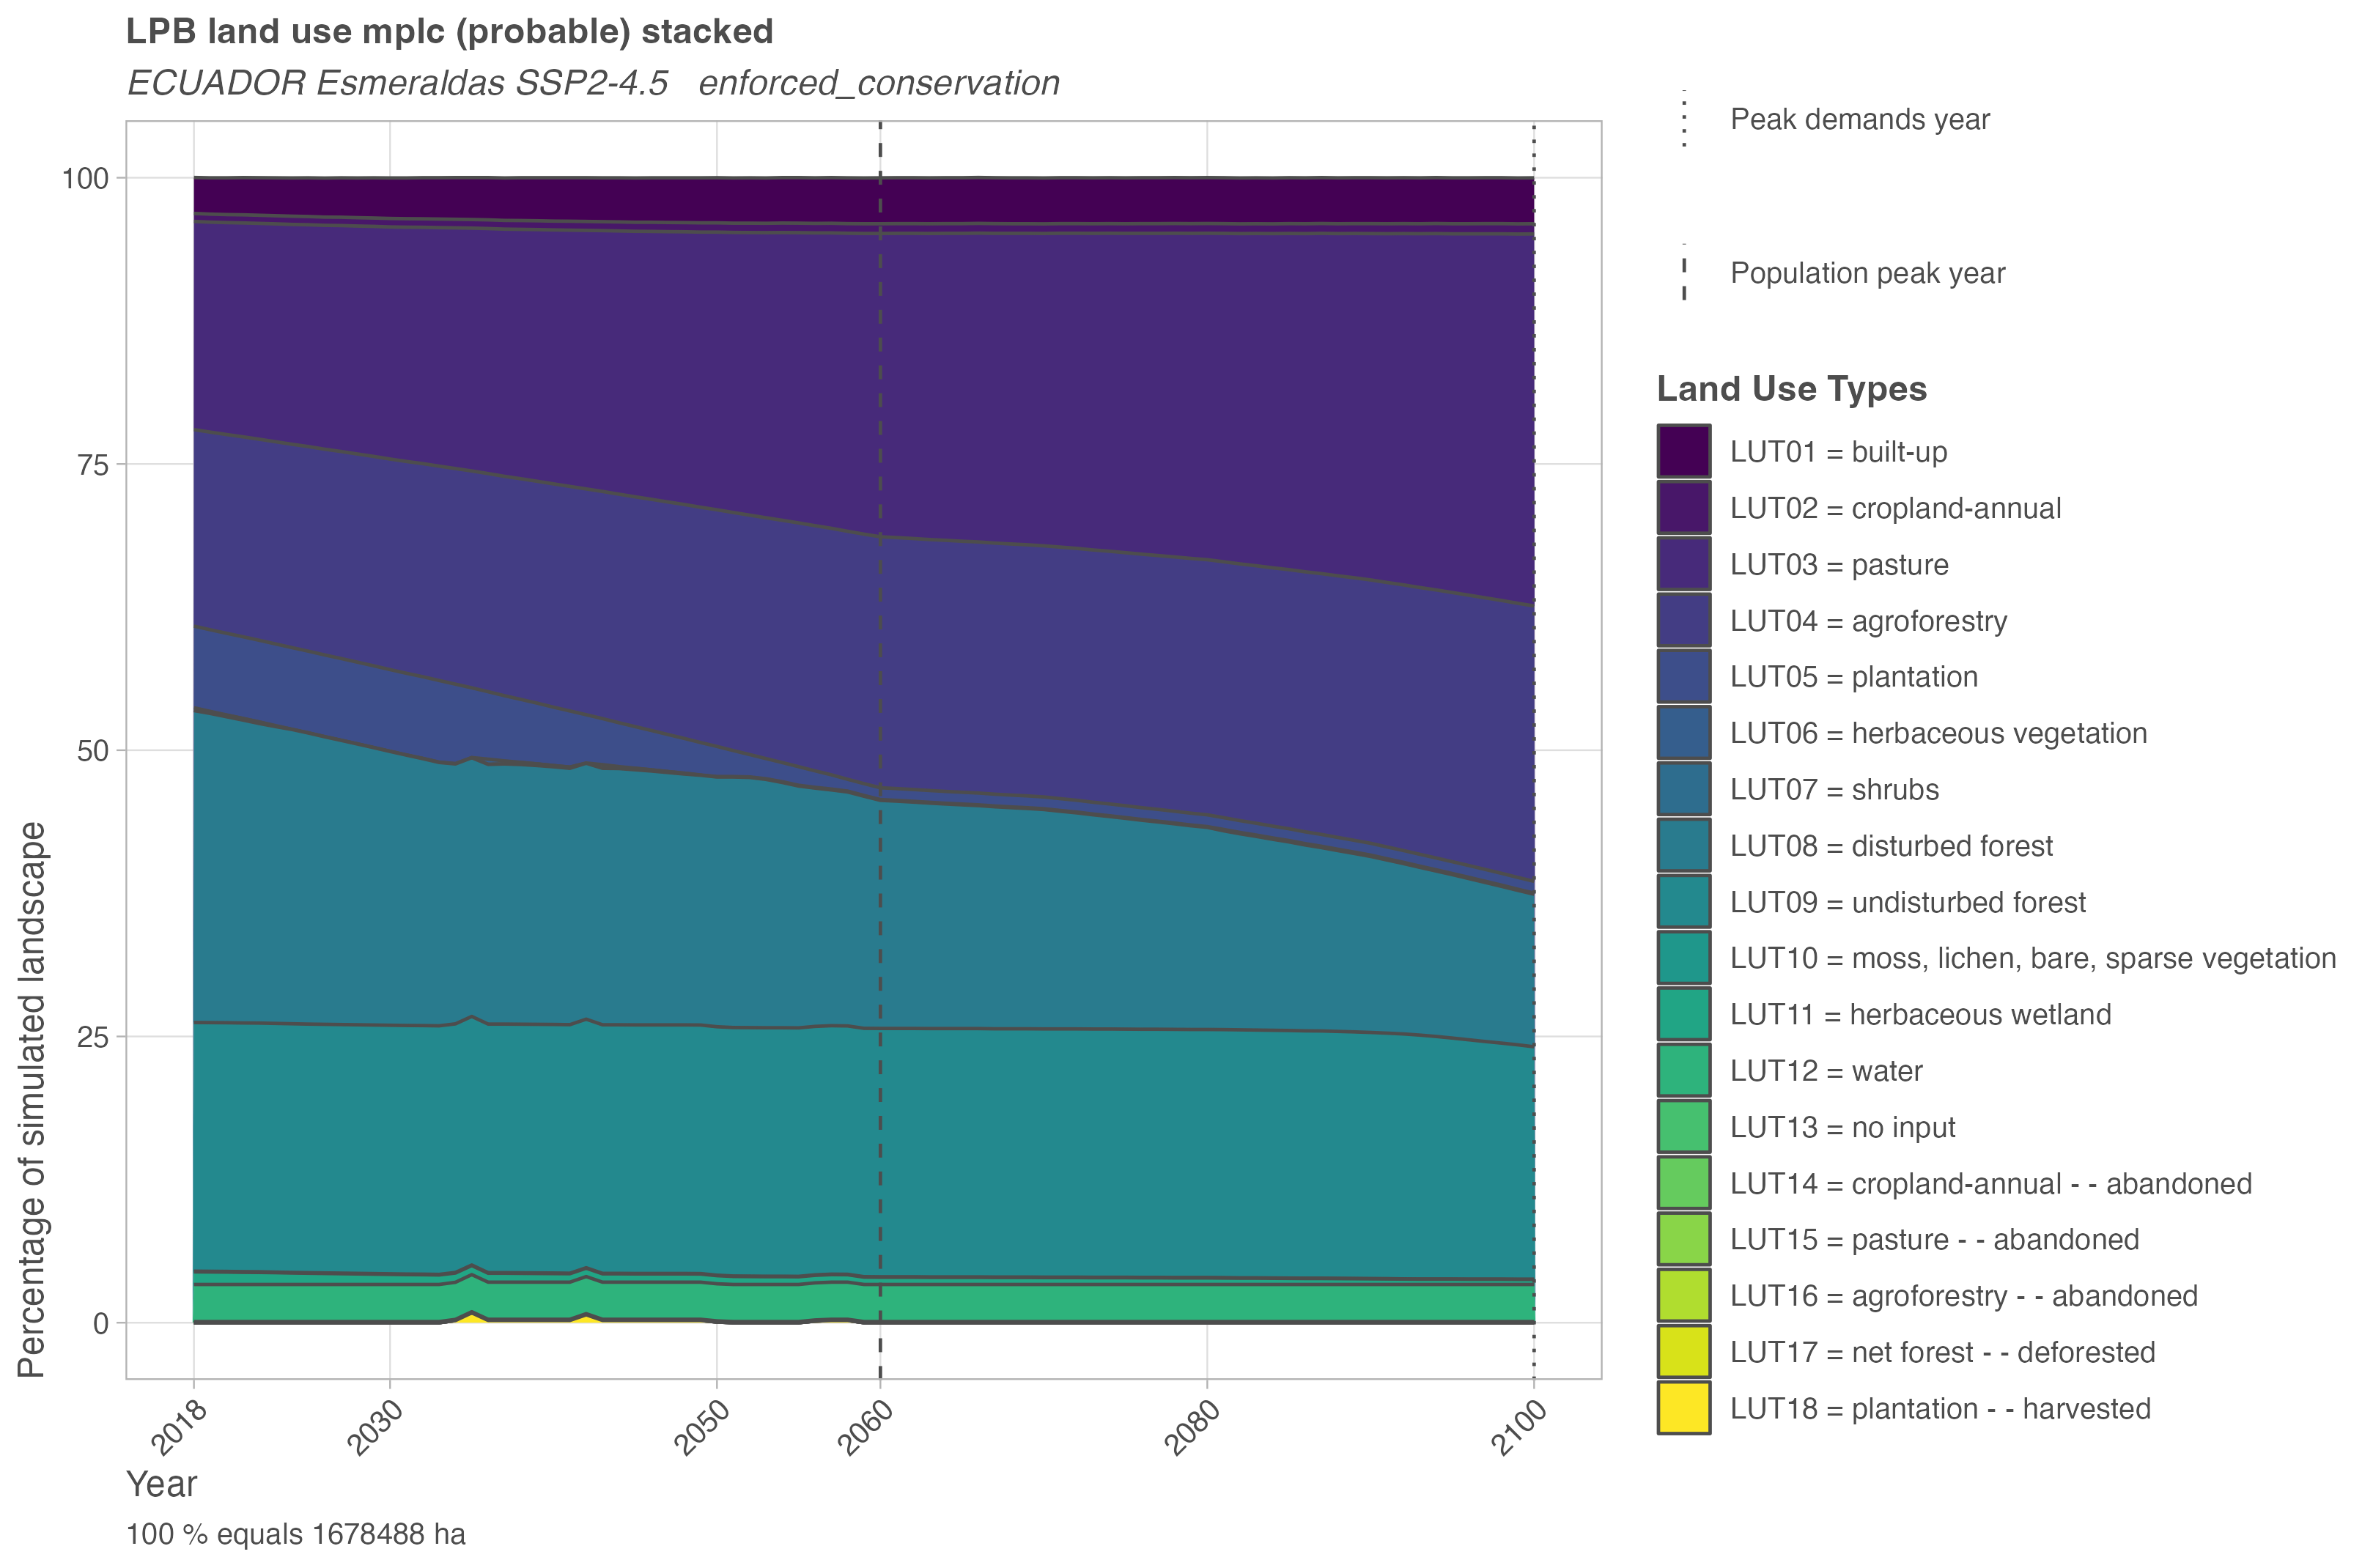 LPB land use mplc (probable) stacked
ECUADOR Esmeraldas SSP2-4.5 enforced_conservation
Percentage of simulated landscape
100
75
50
25
0
2018
2030
2050
2060
2080
2100
Year
100 % equals 1678488 ha
Peak demands year
Population peak year
Land Use Types
LUT01 = built-up
LUT02 = cropland-annual
LUT03 = pasture
LUT04 = agroforestry
LUT05 = plantation
LUT06 = herbaceous vegetation
LUT07 = shrubs
LUT08 = disturbed forest
LUT09 = undisturbed forest
LUT10 = moss, lichen, bare, sparse vegetation
LUT11 = herbaceous wetland
LUT12 = water
LUT13 = no input
LUT14 = cropland-annual - - abandoned
LUT15 = pasture - - abandoned
LUT16 = agroforestry - - abandoned
LUT17 = net forest - - deforested
LUT18 = plantation - - harvested